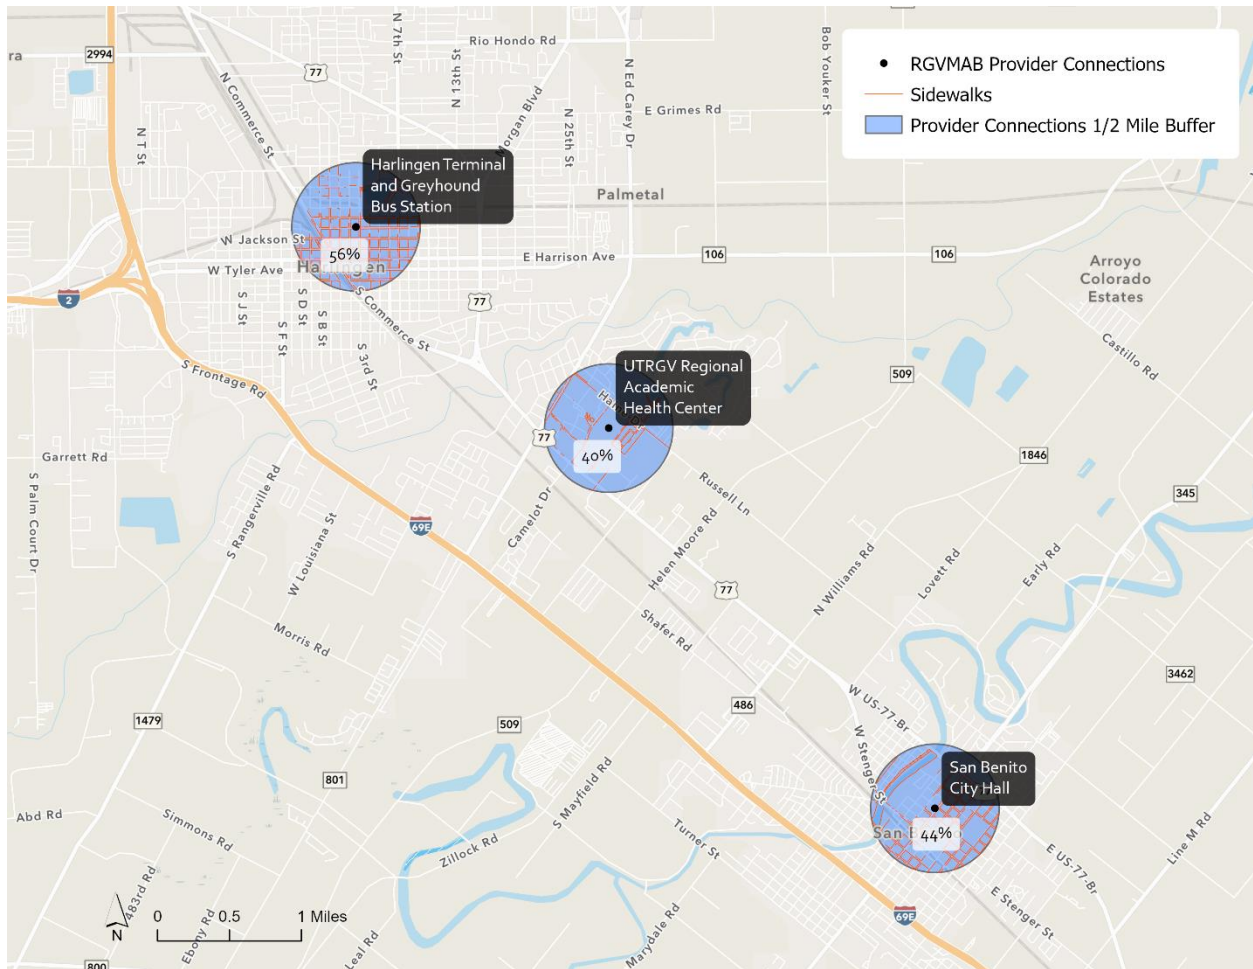 RGVMAB Provider Connections
Sidewalks
Provider Connections 1/2 Mile Buffer
ra
2994
77
N 7th St
N 13th St
Rio Hondo Rd
N Ed Carey Dr
Bob Youker St
E Grimes Rd
Morgan Blvd
N 25th St
N Commerce St
N T St
Harlingen Terminal
and Greyhound
Bus Station
Palmetal
W Jackson St
56%
E Harrison Ave
106
106
W Tyler Ave
Arroyo
Colorado
Estates
2
S J St
S D St
S B St
S F St
S 3rd St
S Commerce St
77
S Frontage Rd
UTRGV Regional
Academic
Health Center
509
Castillo Rd
77
40%
Garrett Rd
S Palm Court Dr
S Rangerville Rd
W Louisiana St
69E
Camelot Dr
Russell Ln
Helen Moore Rd
1846
345
77
N Williams Rd
Lovett Rd
Early Rd
Morris Rd
Shafer Rd
3462
1479
509
486
W US-77-Br
W Stenger St
801
S Mayfield Rd
San Benito
City Hall
Abd Rd
Simmons Rd
Zillock Rd
Turner St
44%
Line M Rd
E US-77-Br
483rd Rd
Ebony Rd
Leal Rd
Marydale Rd
69E
E Stenger St
N
0 0.5 1 Miles
800